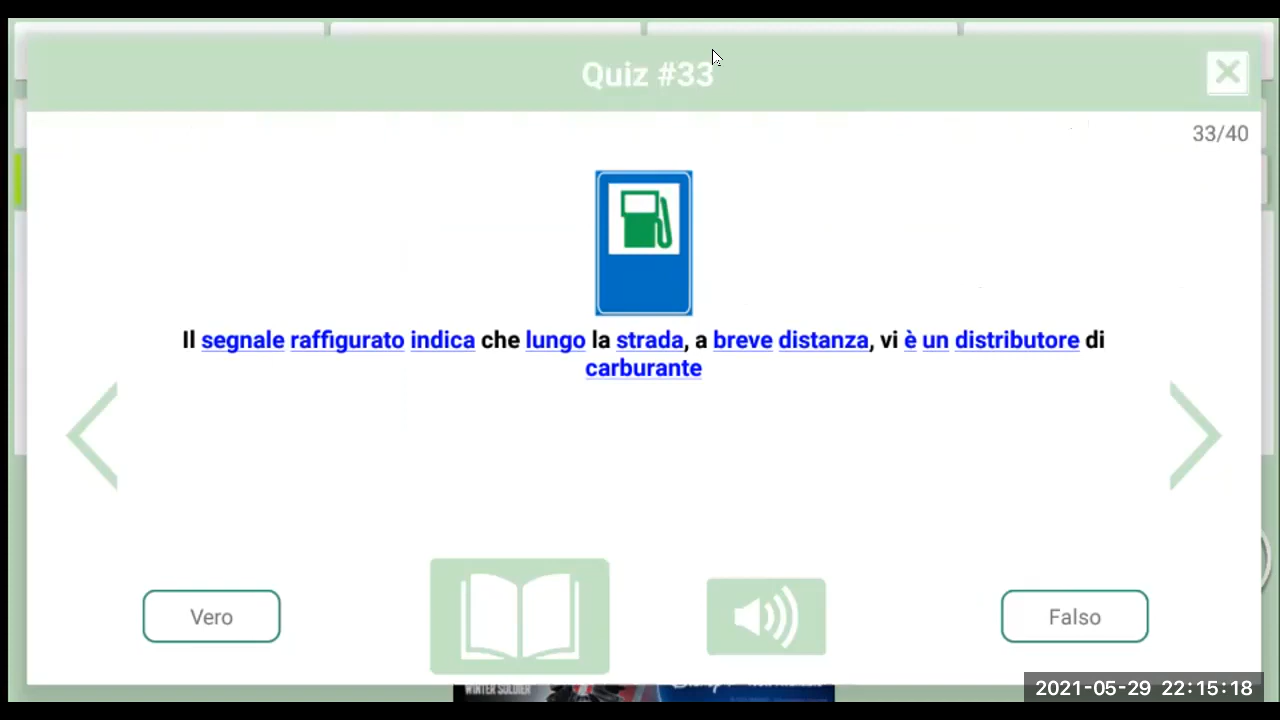 Quiz #33
33/40
Il segnale raffigurato indica che lungo la strada, a breve distanza, vi è un distributore di
carburante
Vero
Falso
WINTER SOLDIER
2021-05-29 22:15:18